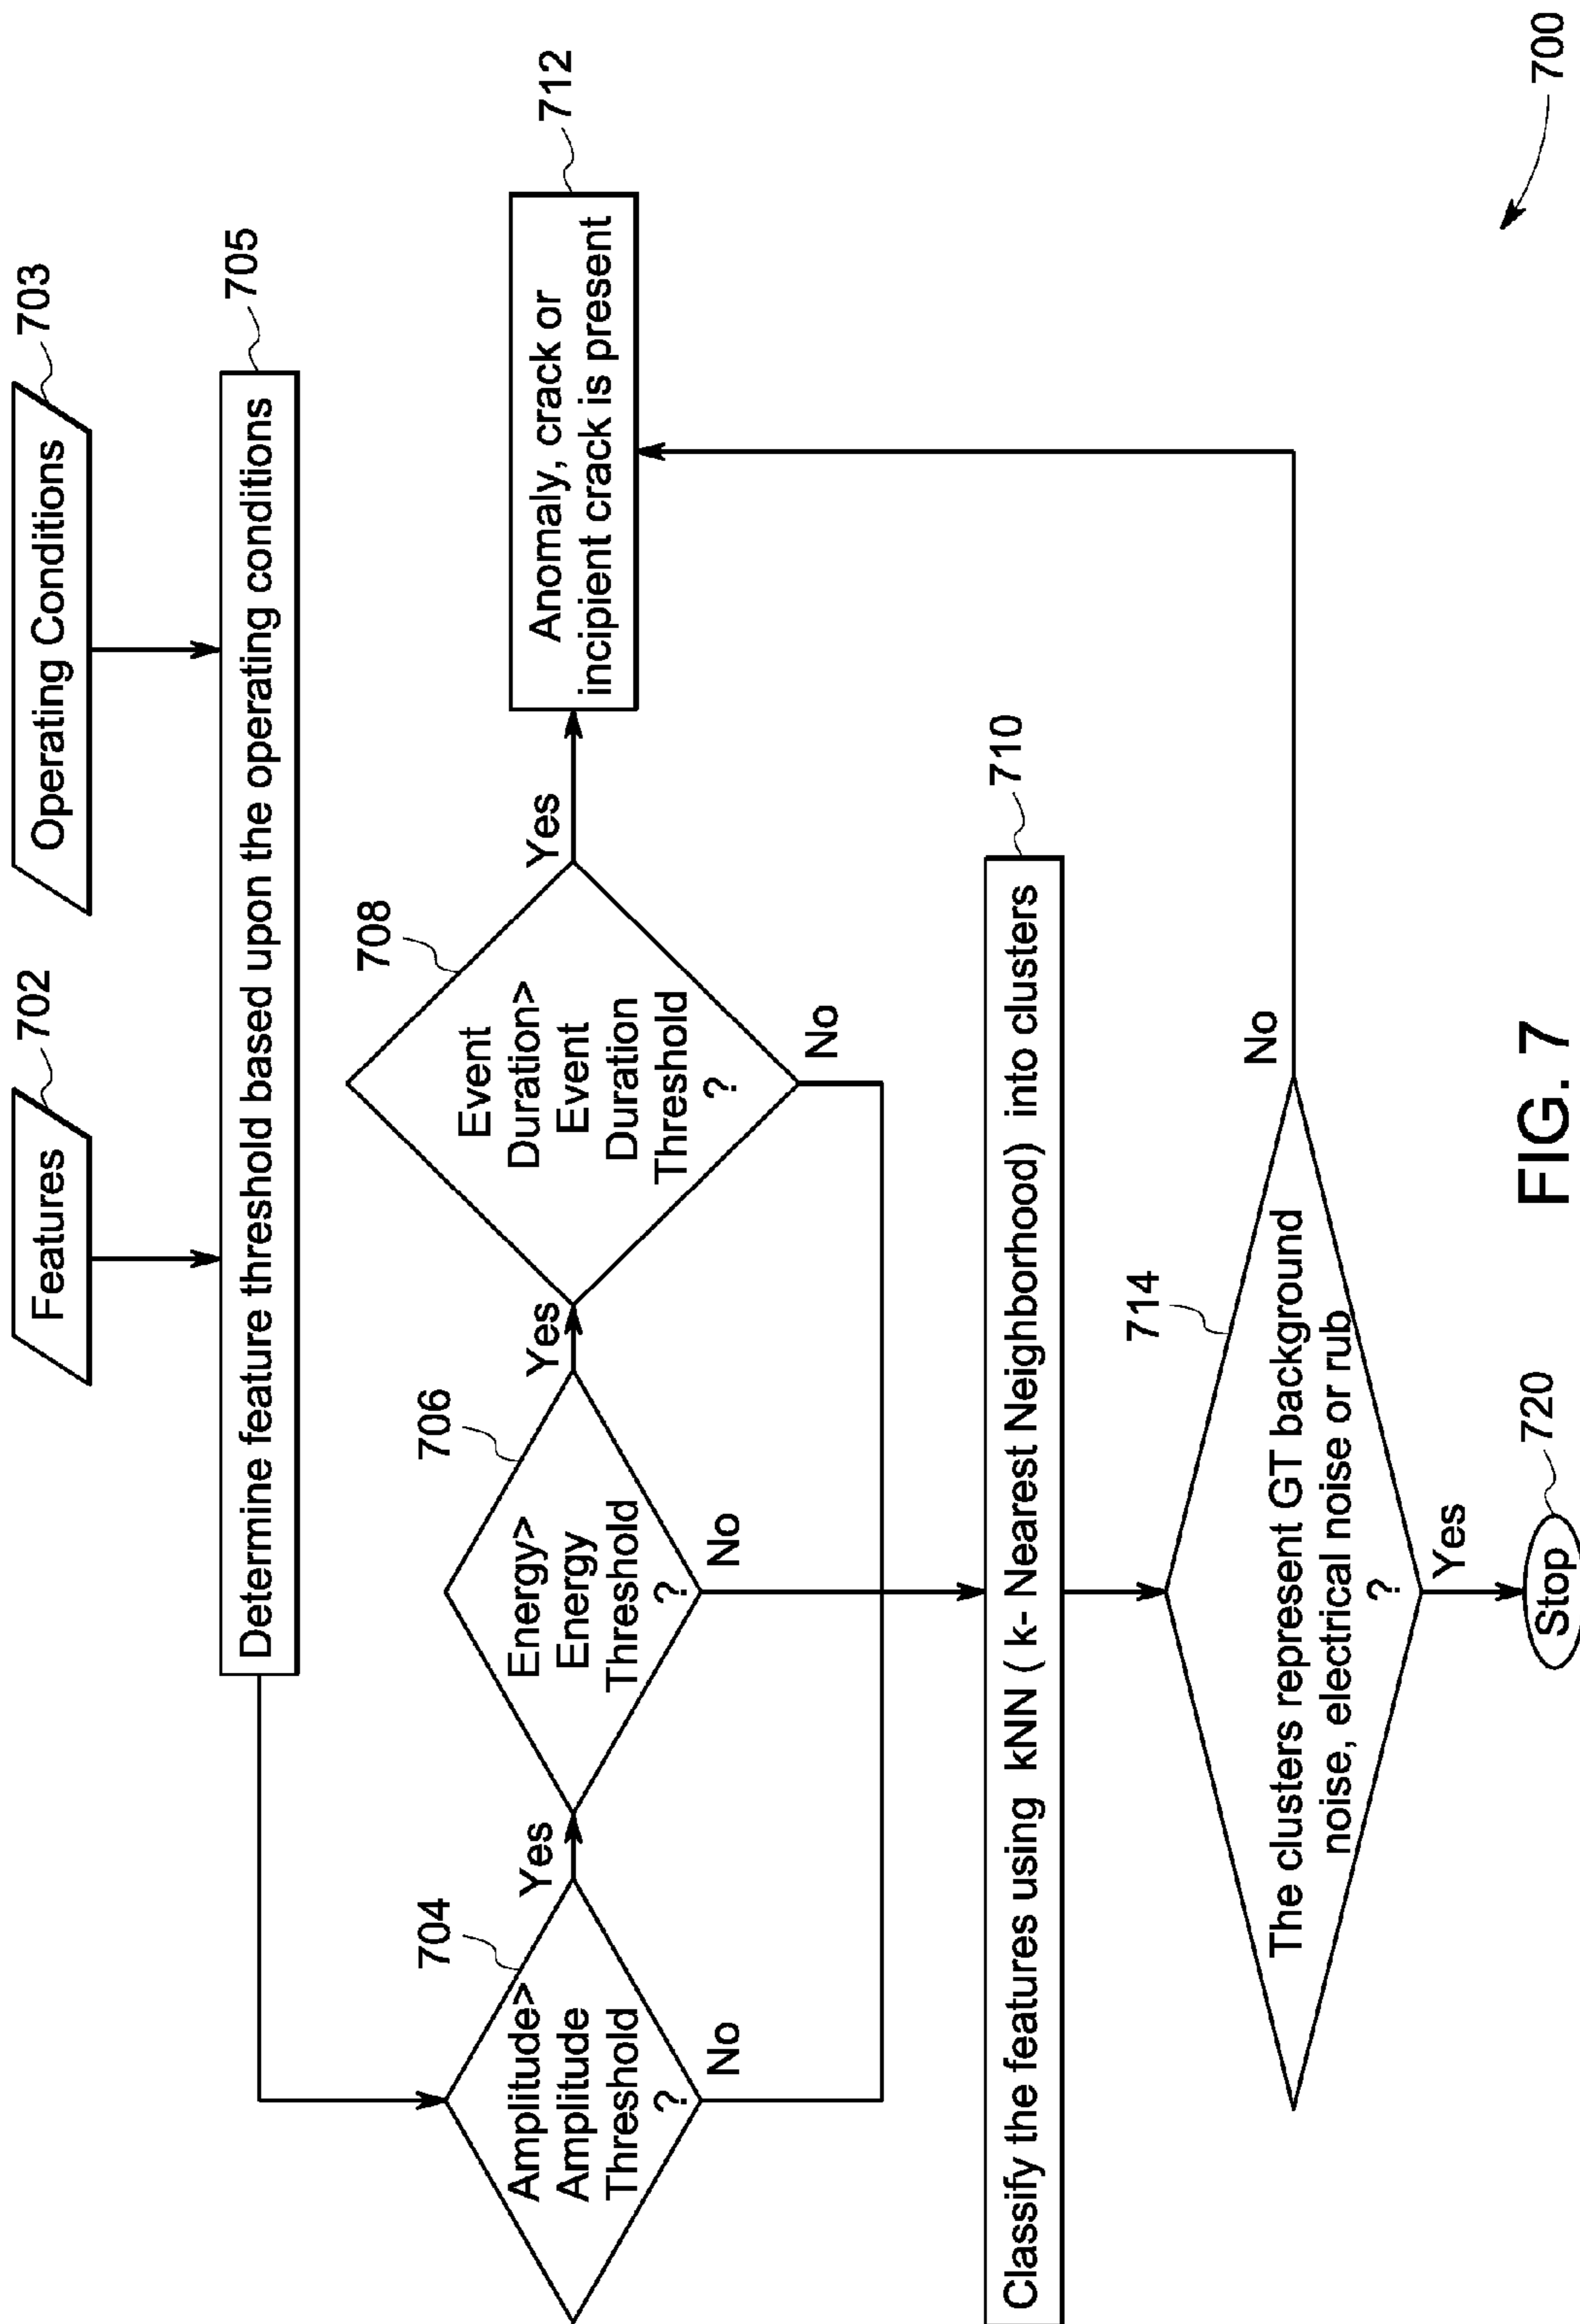 Features
702
Operating Conditions
703
Determine feature threshold based upon the operating conditions
705
704
Amplitude>
Amplitude
Threshold
?
Yes
No
706
Energy>
Energy
Threshold
?
Yes
No
708
Event
Duration>
Event
Duration
Threshold
?
Yes
No
Anomaly, crack or
incipient crack is present
712
Classify the features using kNN ( k- Nearest Neighborhood) into clusters
710
714
The clusters represent GT background
noise, electrical noise or rub
?
No
Yes
Stop
720
FIG. 7
700